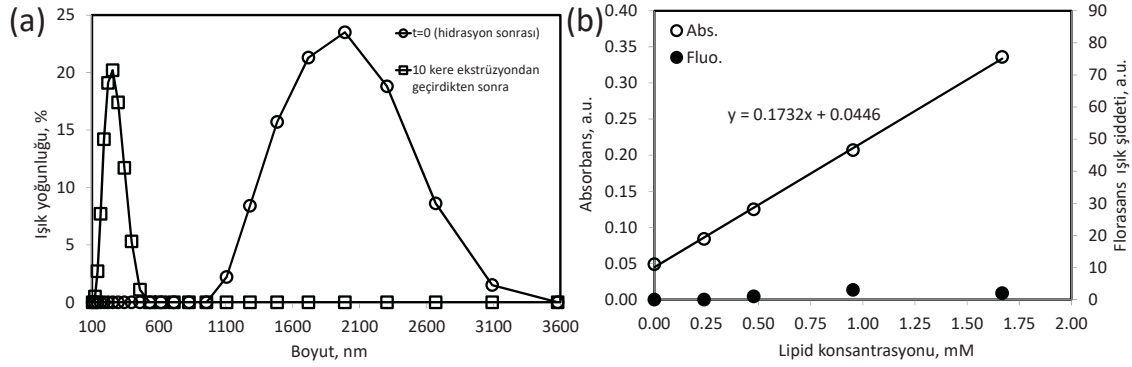 (a)
25
20
15
10
5
0
Işık yoğunluğu, %
t=0 (hidrasyon sonrası)
10 kere ekstrüzyondan
geçirdikten sonra
100 600 1100 1600 2100 2600 3100 3600
Boyut, nm
(b)
0.40
0.35
0.30
0.25
0.20
0.15
0.10
0.05
0.00
Absorbans, a.u.
Abs.
Fluo.
y = 0.1732x + 0.0446
90
80
70
60
50
40
30
20
10
0
Florasans ışık şiddeti, a.u.
0.00 0.25 0.50 0.75 1.00 1.25 1.50 1.75 2.00
Lipid konsantrasyonu, mM